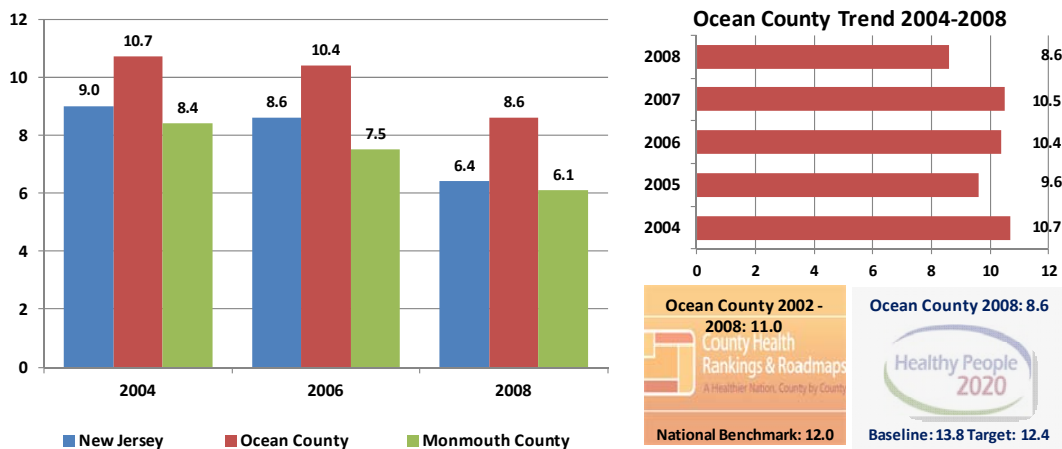 12
10
8
6
4
2
0
9.0
10.7
8.4
8.6
10.4
7.5
6.4
8.6
6.1
2004
2006
2008
New Jersey
Ocean County
Monmouth County
Ocean County Trend 2004-2008
2008
8.6
2007
10.5
2006
10.4
2005
9.6
2004
10.7
0 2 4 6 8 10 12
Ocean County 2002 -
2008: 11.0
County Health
Rankings & Roadmaps
A Healthier Nation, County by County
National Benchmark: 12.0
Ocean County 2008: 8.6
Healthy People
2020
Baseline: 13.8 Target: 12.4